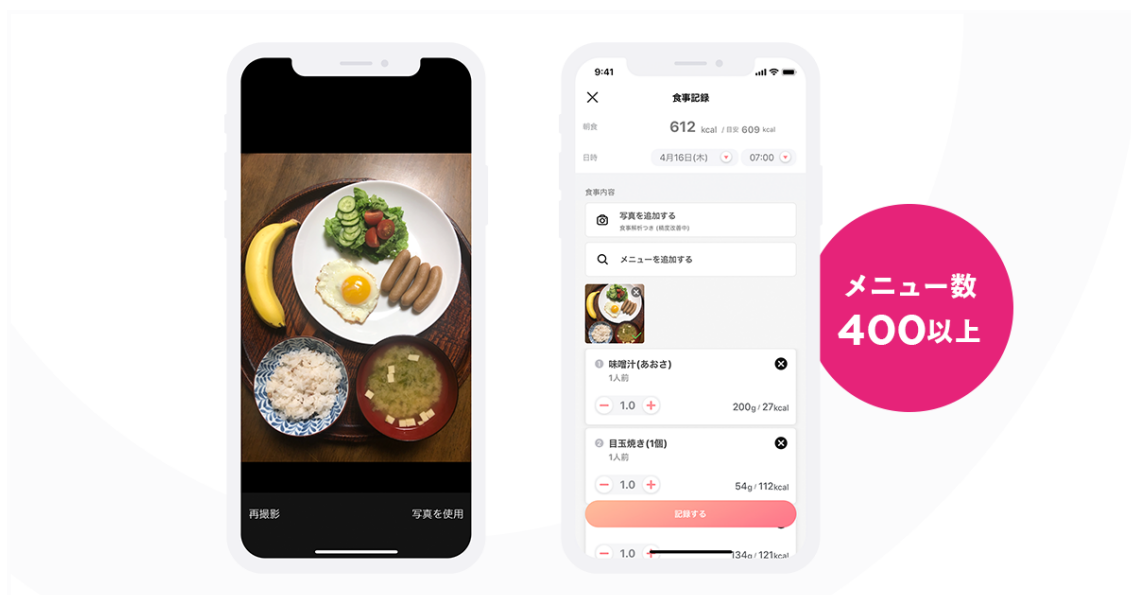 再撮影
写真を使用
9:41
食事記録
朝食
612 kcal / 目安 609 kcal
日時
4月16日(木)
07:00
食事内容
写真を追加する
食事解析つき (精度改善中)
メニューを追加する
1 味噌汁(あおさ)
1人前
1.0
200g / 27kcal
2 目玉焼き(1個)
1人前
1.0
54g / 112kcal
記録する
1.0
134g / 121kcal
メニュー数
400以上